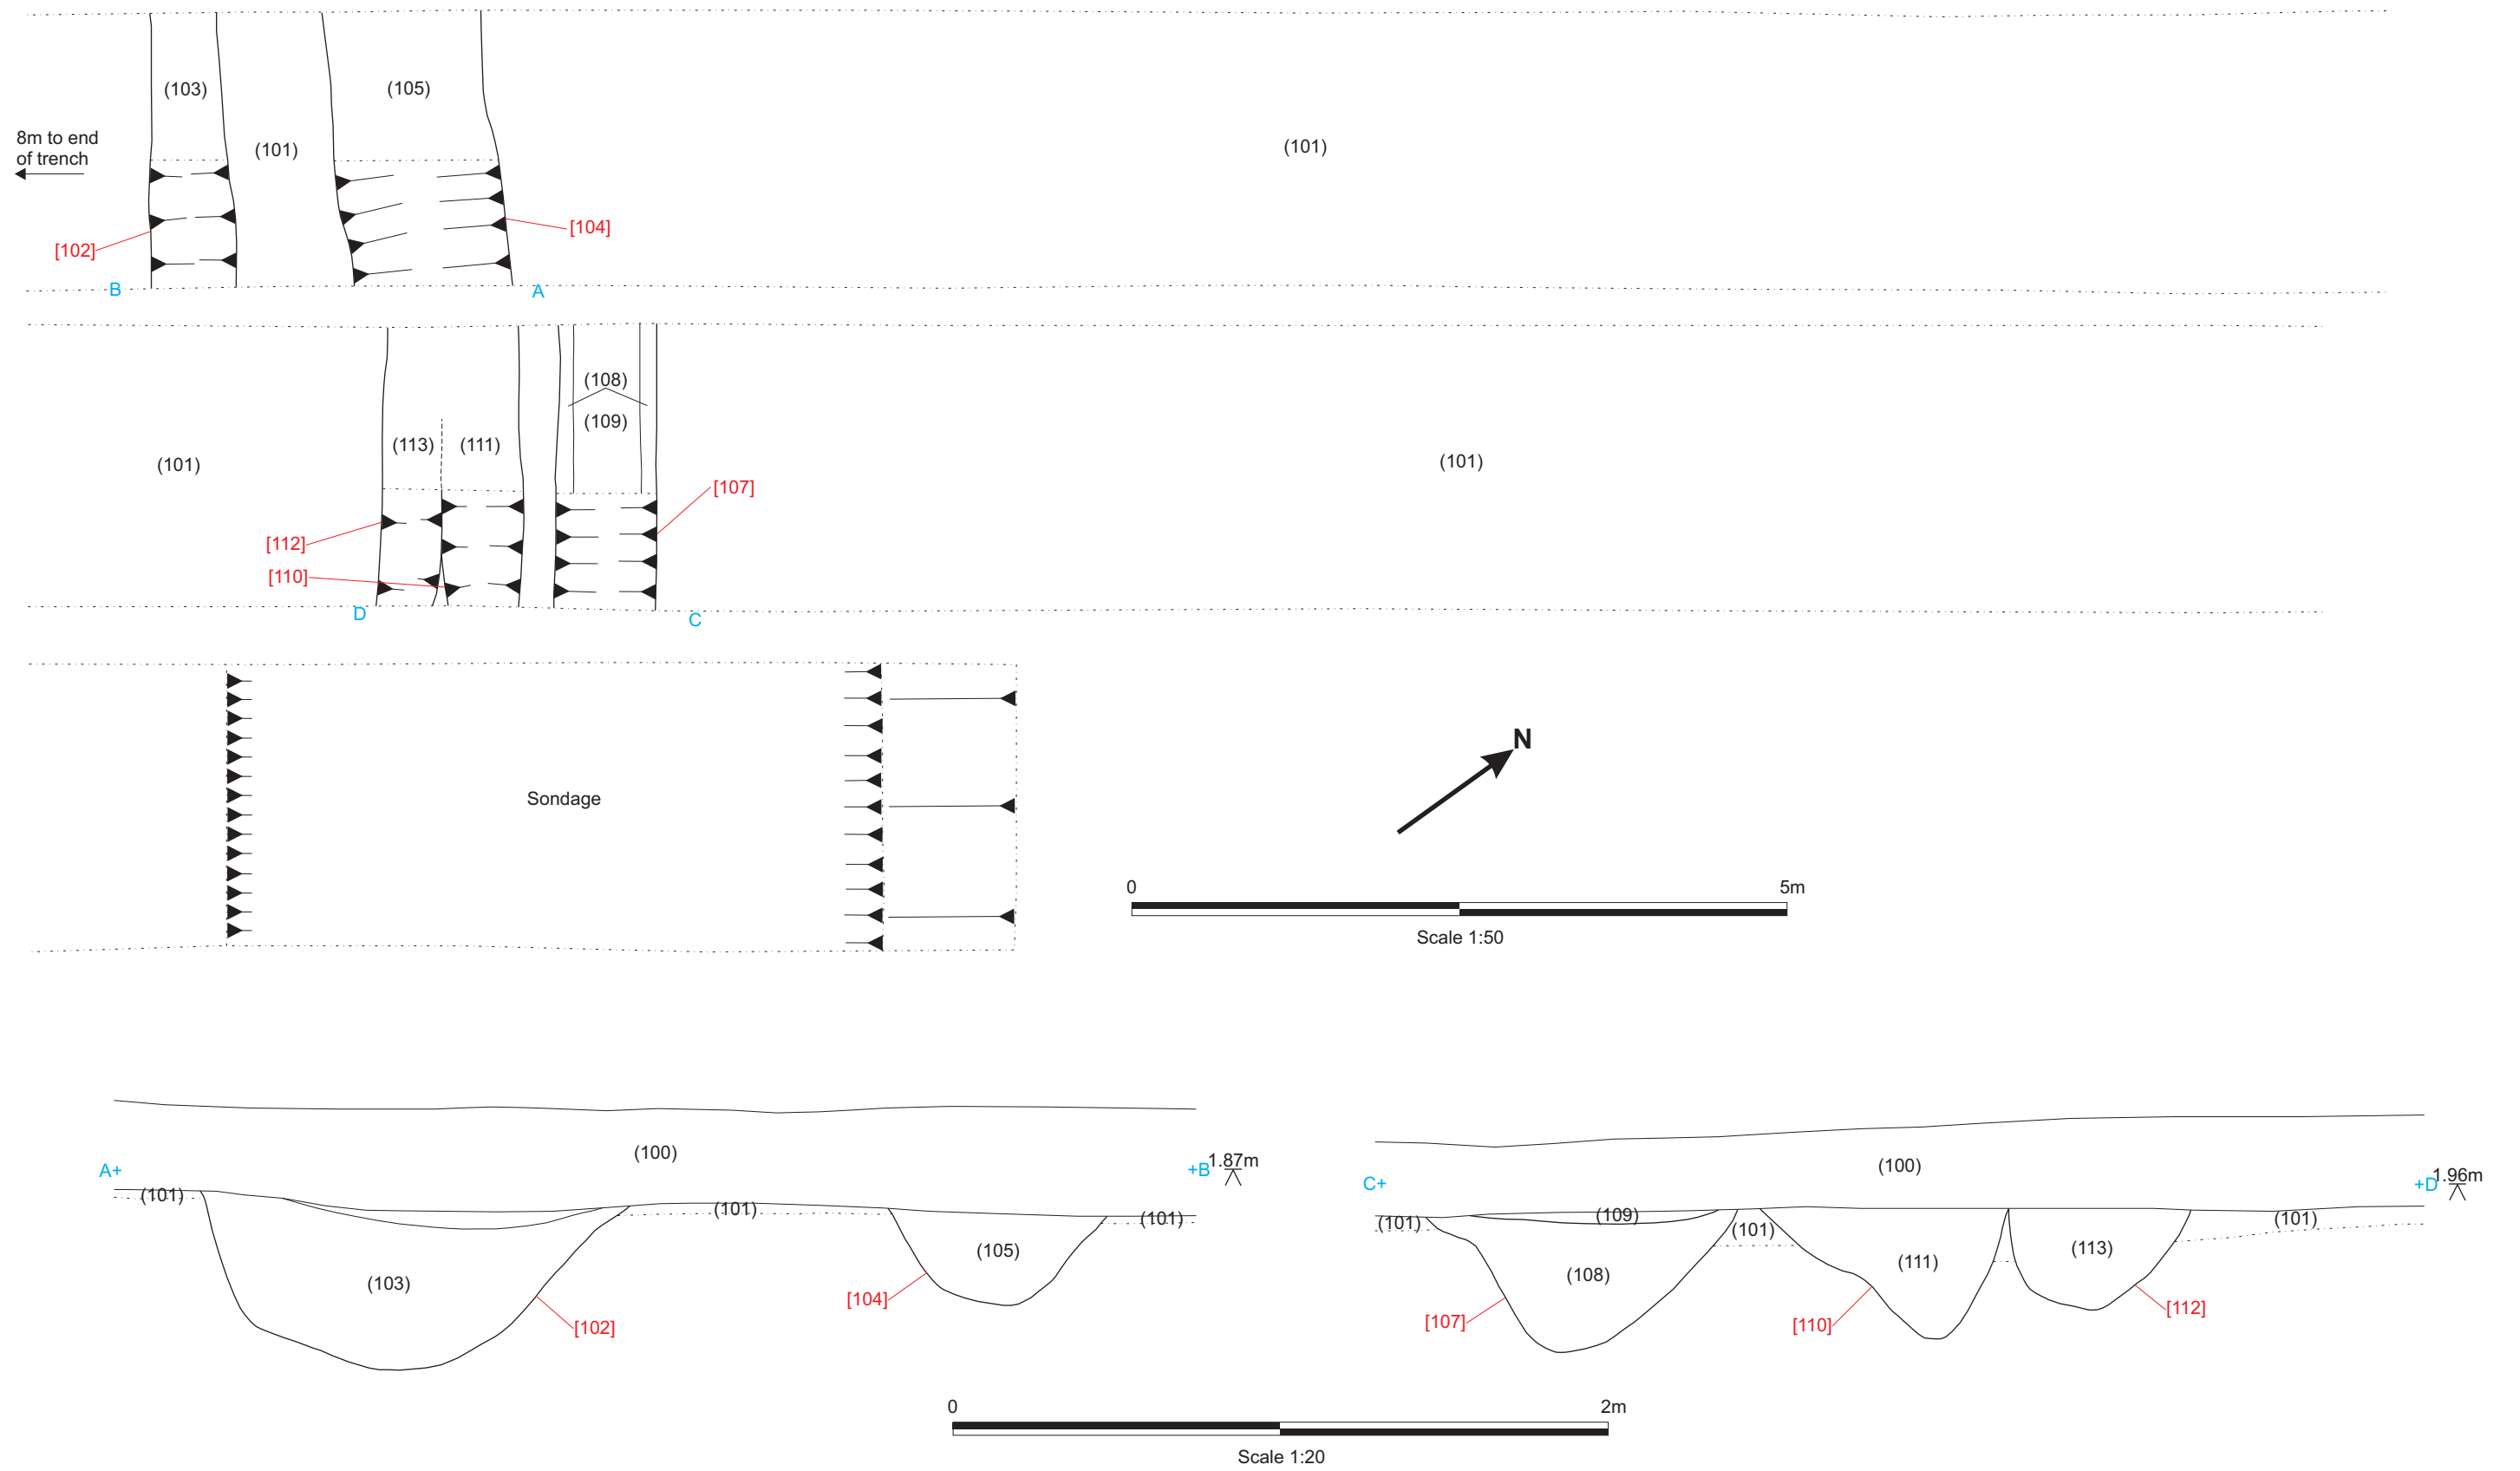 (103)
(105)
8m to end
of trench
(101)
(101)
[102]
[104]
B
A
(108)
(109)
(113)
(111)
(101)
(101)
[107]
[112]
[110]
D
C
Sondage
N
0
5m
Scale 1:50
(100)
A+
+B
1.87m
(101)
(101)
(101)
(103)
(105)
[104]
[102]
(100)
C+
+D
1.96m
(101)
(109)
(101)
(101)
(108)
(111)
(113)
[107]
[110]
[112]
0
2m
Scale 1:20